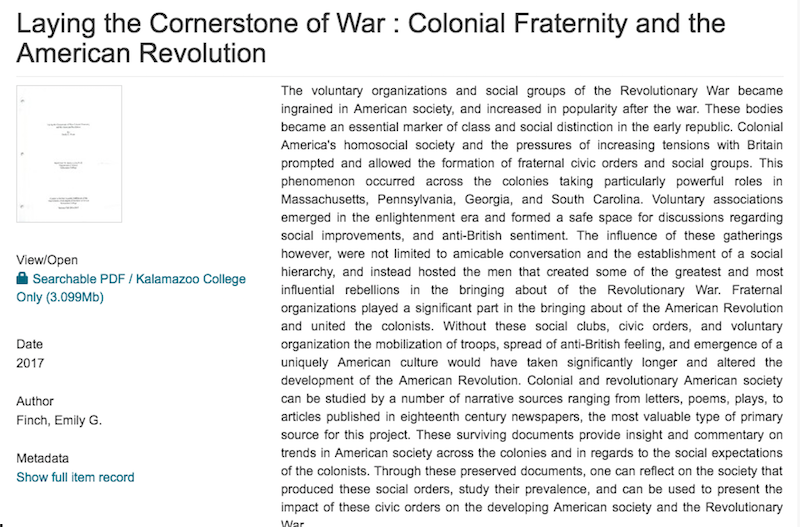 Laying the Cornerstone of War : Colonial Fraternity and the
American Revolution
The voluntary organizations and social groups of the Revolutionary War became
ingrained in American society, and increased in popularity after the war. These bodies
became an essential marker of class and social distinction in the early republic. Colonial
America's homosocial society and the pressures of increasing tensions with Britain
prompted and allowed the formation of fraternal civic orders and social groups. This
phenomenon occurred across the colonies taking particularly powerful roles in
Massachusetts, Pennsylvania, Georgia, and South Carolina. Voluntary associations
emerged in the enlightenment era and formed a safe space for discussions regarding
social improvements, and anti-British sentiment. The influence of these gatherings
however, were not limited to amicable conversation and the establishment of a social
hierarchy, and instead hosted the men that created some of the greatest and most
influential rebellions in the bringing about of the Revolutionary War. Fraternal
organizations played a significant part in the bringing about of the American Revolution
and united the colonists. Without these social clubs, civic orders, and voluntary
organization the mobilization of troops, spread of anti-British feeling, and emergence of a
uniquely American culture would have taken significantly longer and altered the
development of the American Revolution. Colonial and revolutionary American society
can be studied by a number of narrative sources ranging from letters, poems, plays, to
articles published in eighteenth century newspapers, the most valuable type of primary
source for this project. These surviving documents provide insight and commentary on
trends in American society across the colonies and in regards to the social expectations
of the colonists. Through these preserved documents, one can reflect on the society that
produced these social orders, study their prevalence, and can be used to present the
impact of these civic orders on the developing American society and the Revolutionary
War.
View/Open
Searchable PDF / Kalamazoo College
Only (3.099Mb)
Date
2017
Author
Finch, Emily G.
Metadata
Show full item record